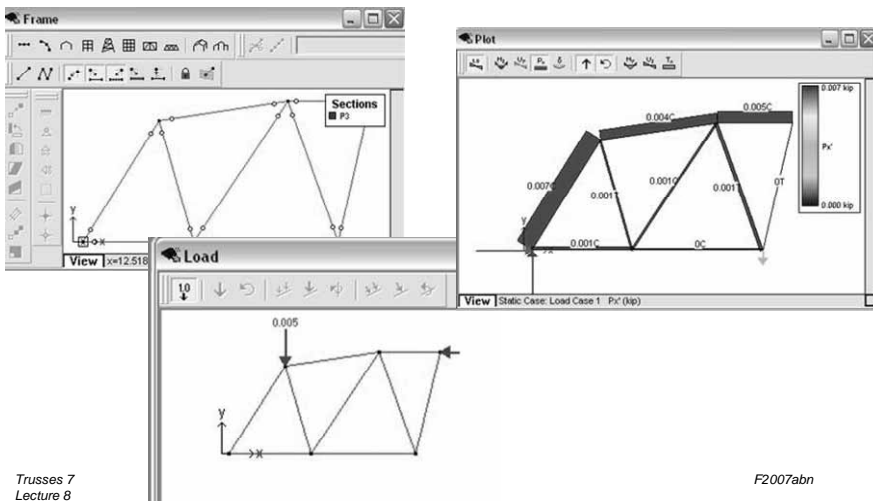 Frame
Sections
P3
y
x
View x=12.518
Plot
0.007 kip
Px'
0.000 kip
0.005C
0.004C
0.007C
0.001T
0.001C
0.001T
0T
0.001C
0C
y
View Static Case: Load Case 1 Px' (kip)
Load
1.0
0.005
y
x
Trusses 7
Lecture 8
F2007abn